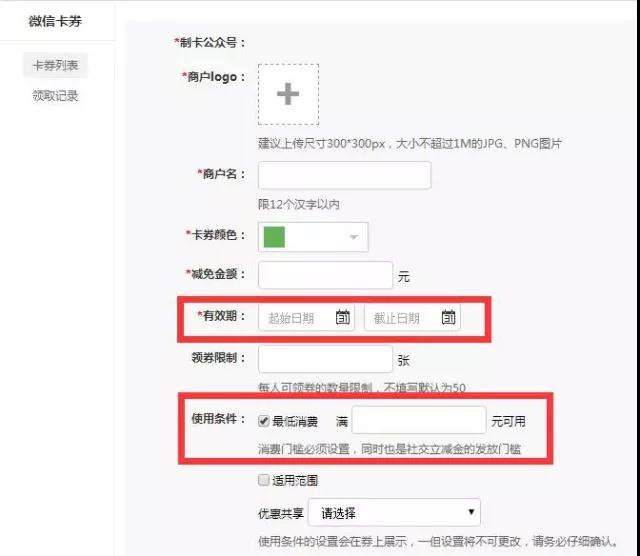 微信卡券
卡券列表
领取记录
*制卡公众号：
*商户logo：
建议上传尺寸300*300px，大小不超过1M的JPG、PNG图片
*商户名：
限12个汉字以内
*卡券颜色：
*减免金额： 元
*有效期： 起始日期 31 截止日期 31
领券限制： 张
每人可领券的数量限制，不填写默认为50
使用条件： 最低消费 满 元可用
消费门槛必须设置，同时也是社交立减金的发放门槛
适用范围
优惠共享 请选择
使用条件的设置会在券上展示，一但设置将不可更改，请务必仔细确认。